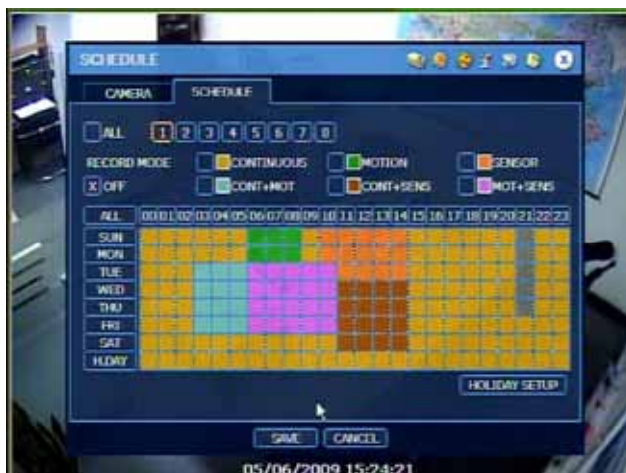 SCHEDULE
CAMERA SCHEDULE
ALL 1 2 3 4 5 6 7 8
RECORD MODE CONTINUOUS MOTION SENSOR
X OFF CONT+MOT CONT+SENS MOT+SENS
ALL 00 01 02 03 04 05 06 07 08 09 10 11 12 13 14 15 16 17 18 19 20 21 22 23
SUN
MON
TUE
WED
THU
FRI
SAT
H.DAY
HOLIDAY SETUP
SAVE CANCEL
05/06/2009 15:24:21